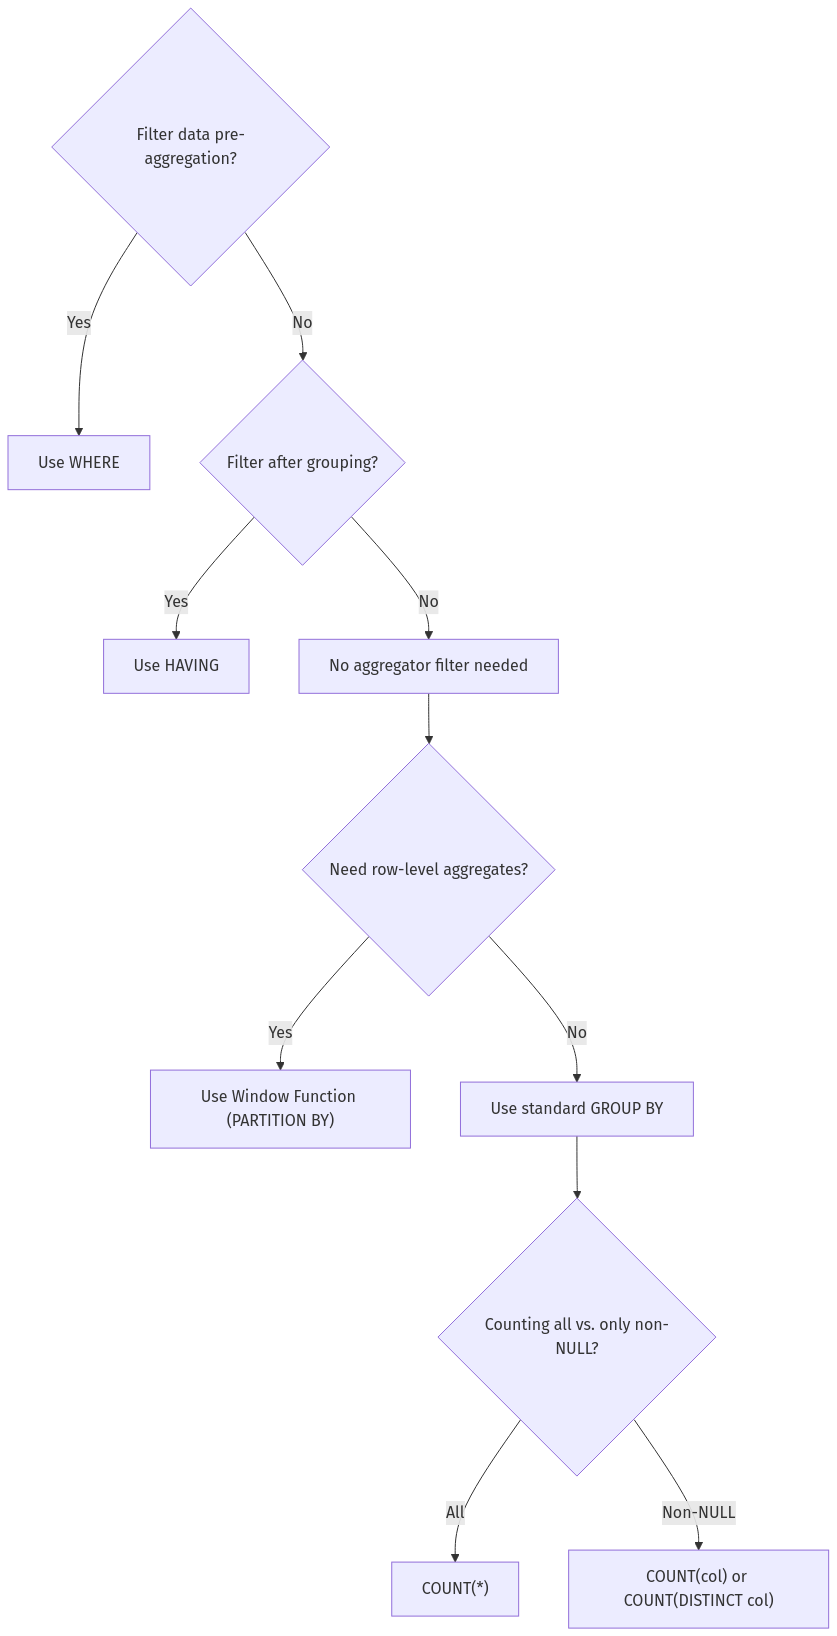 Filter data pre-
aggregation?
Yes
No
Use WHERE
Filter after grouping?
Yes
No
Use HAVING
No aggregator filter needed
Need row-level aggregates?
Yes
No
Use Window Function
(PARTITION BY)
Use standard GROUP BY
Counting all vs. only non-
NULL?
All
Non-NULL
COUNT(*)
COUNT(col) or
COUNT(DISTINCT col)